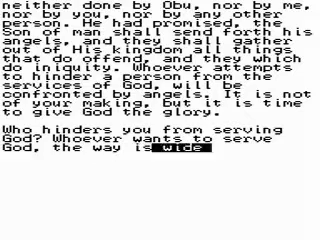 neither done by Obu, nor by me,
nor by you, nor by any other
person. He had promised, the
Son of man shall send forth his
angels, and they shall gather
out of His kingdom all things
that do offend, and they which
do iniquity. Whoever attempts
to hinder a person from the
services of God, will be
confronted by angels. It is not
of your making, but it is time
to give God the glory.
Who hinders you from serving
God? Whoever wants to serve
God, the way is wide